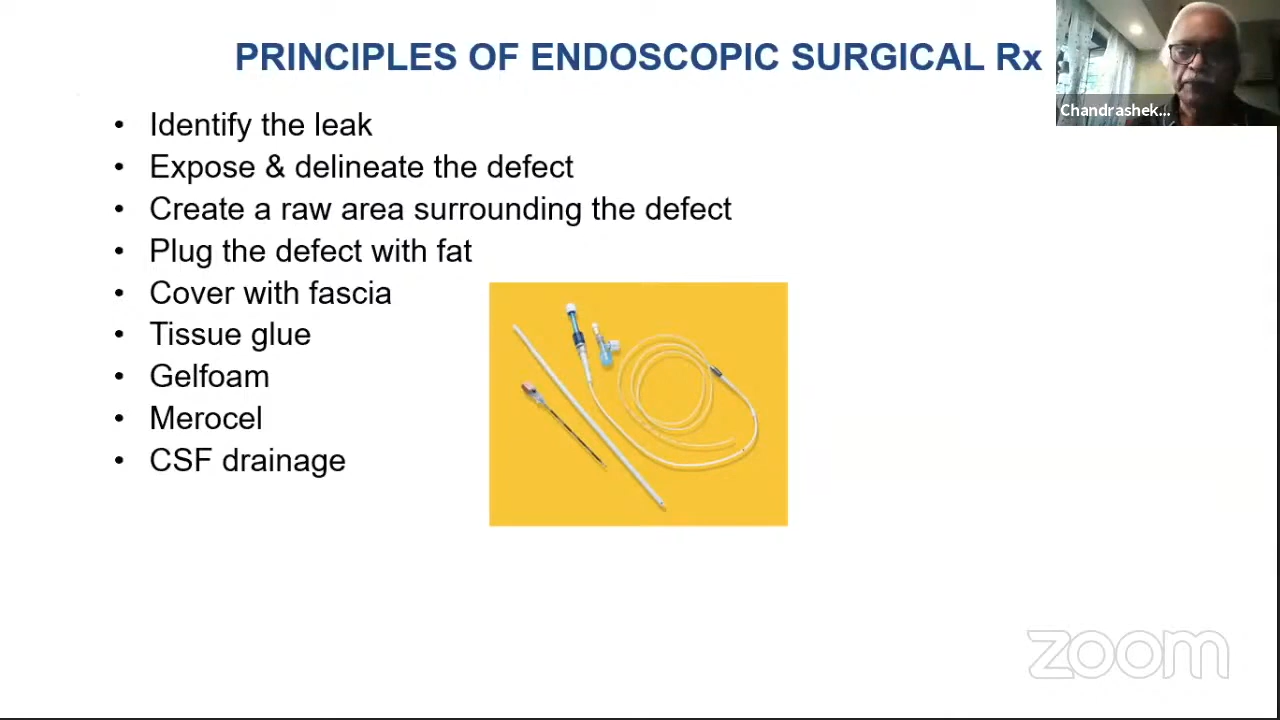 PRINCIPLES OF ENDOSCOPIC SURGICAL Rx
Chandrashek...
• Identify the leak
• Expose & delineate the defect
• Create a raw area surrounding the defect
• Plug the defect with fat
• Cover with fascia
• Tissue glue
• Gelfoam
• Merocel
• CSF drainage
zoom